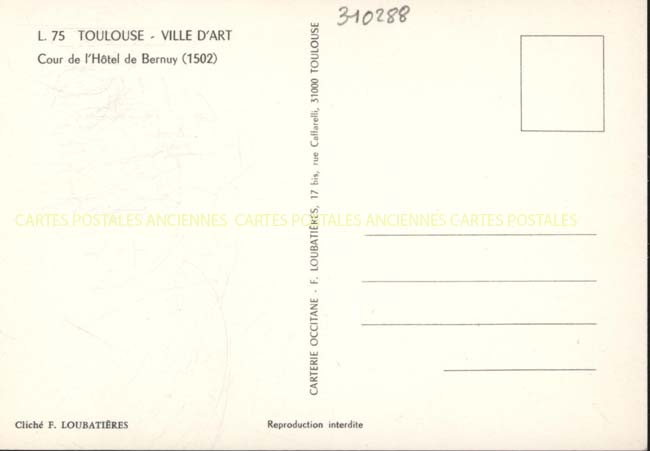 310288
L. 75 TOULOUSE - VILLE D'ART
Cour de l'Hôtel de Bernuy (1502)
CARTERIE OCCITANE - F. LOUBATIÈRES, 17 bis, rue Caffarelli, 31000 TOULOUSE
CARTES POSTALES ANCIENNES CARTES POSTALES ANCIENNES CARTES POSTALES
Cliché F. LOUBATIÈRES
Reproduction interdite